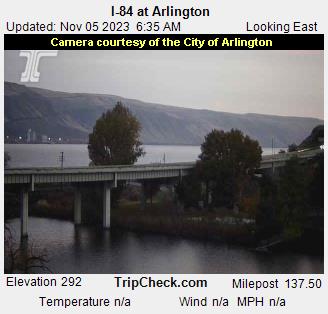 I-84 at Arlington
Updated: Nov 05 2023 6:35 AM Looking East
Camera courtesy of the City of Arlington
Elevation 292 TripCheck.com Milepost 137.50
Temperature n/a Wind n/a MPH n/a